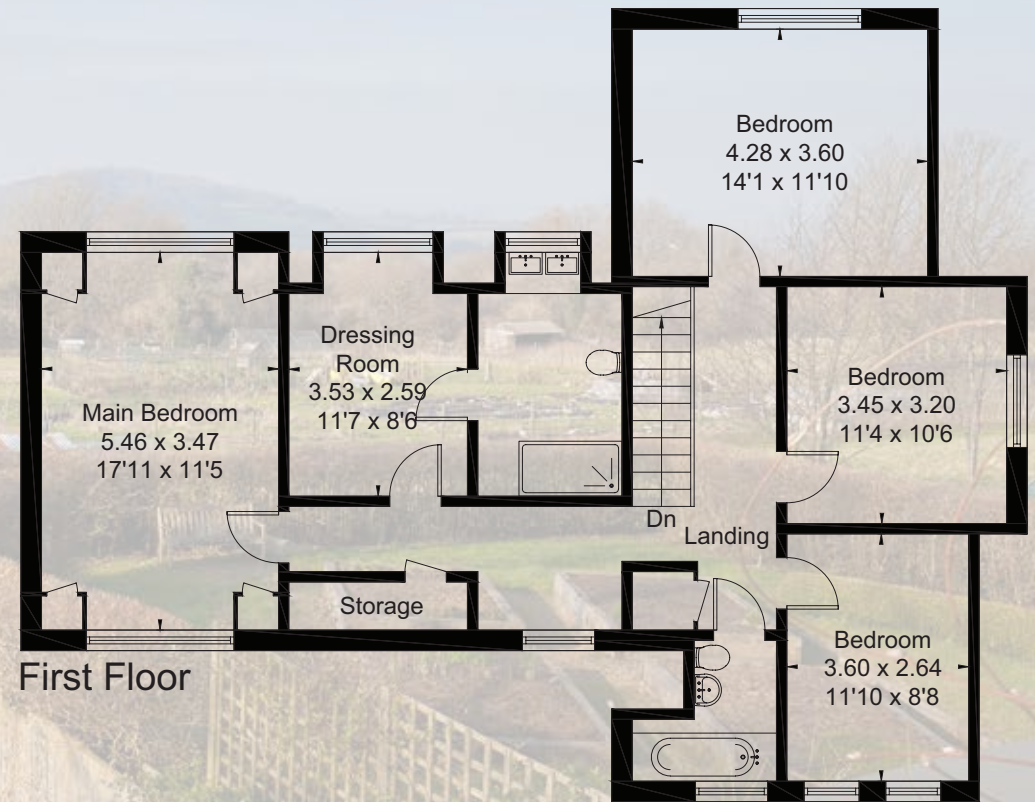 Bedroom
4.28 x 3.60
14'1 x 11'10
Dressing
Room
3.53 x 2.59
11'7 x 8'6
Main Bedroom
5.46 x 3.47
17'11 x 11'5
Bedroom
3.45 x 3.20
11'4 x 10'6
Dn
Landing
Storage
Bedroom
3.60 x 2.64
11'10 x 8'8
First Floor